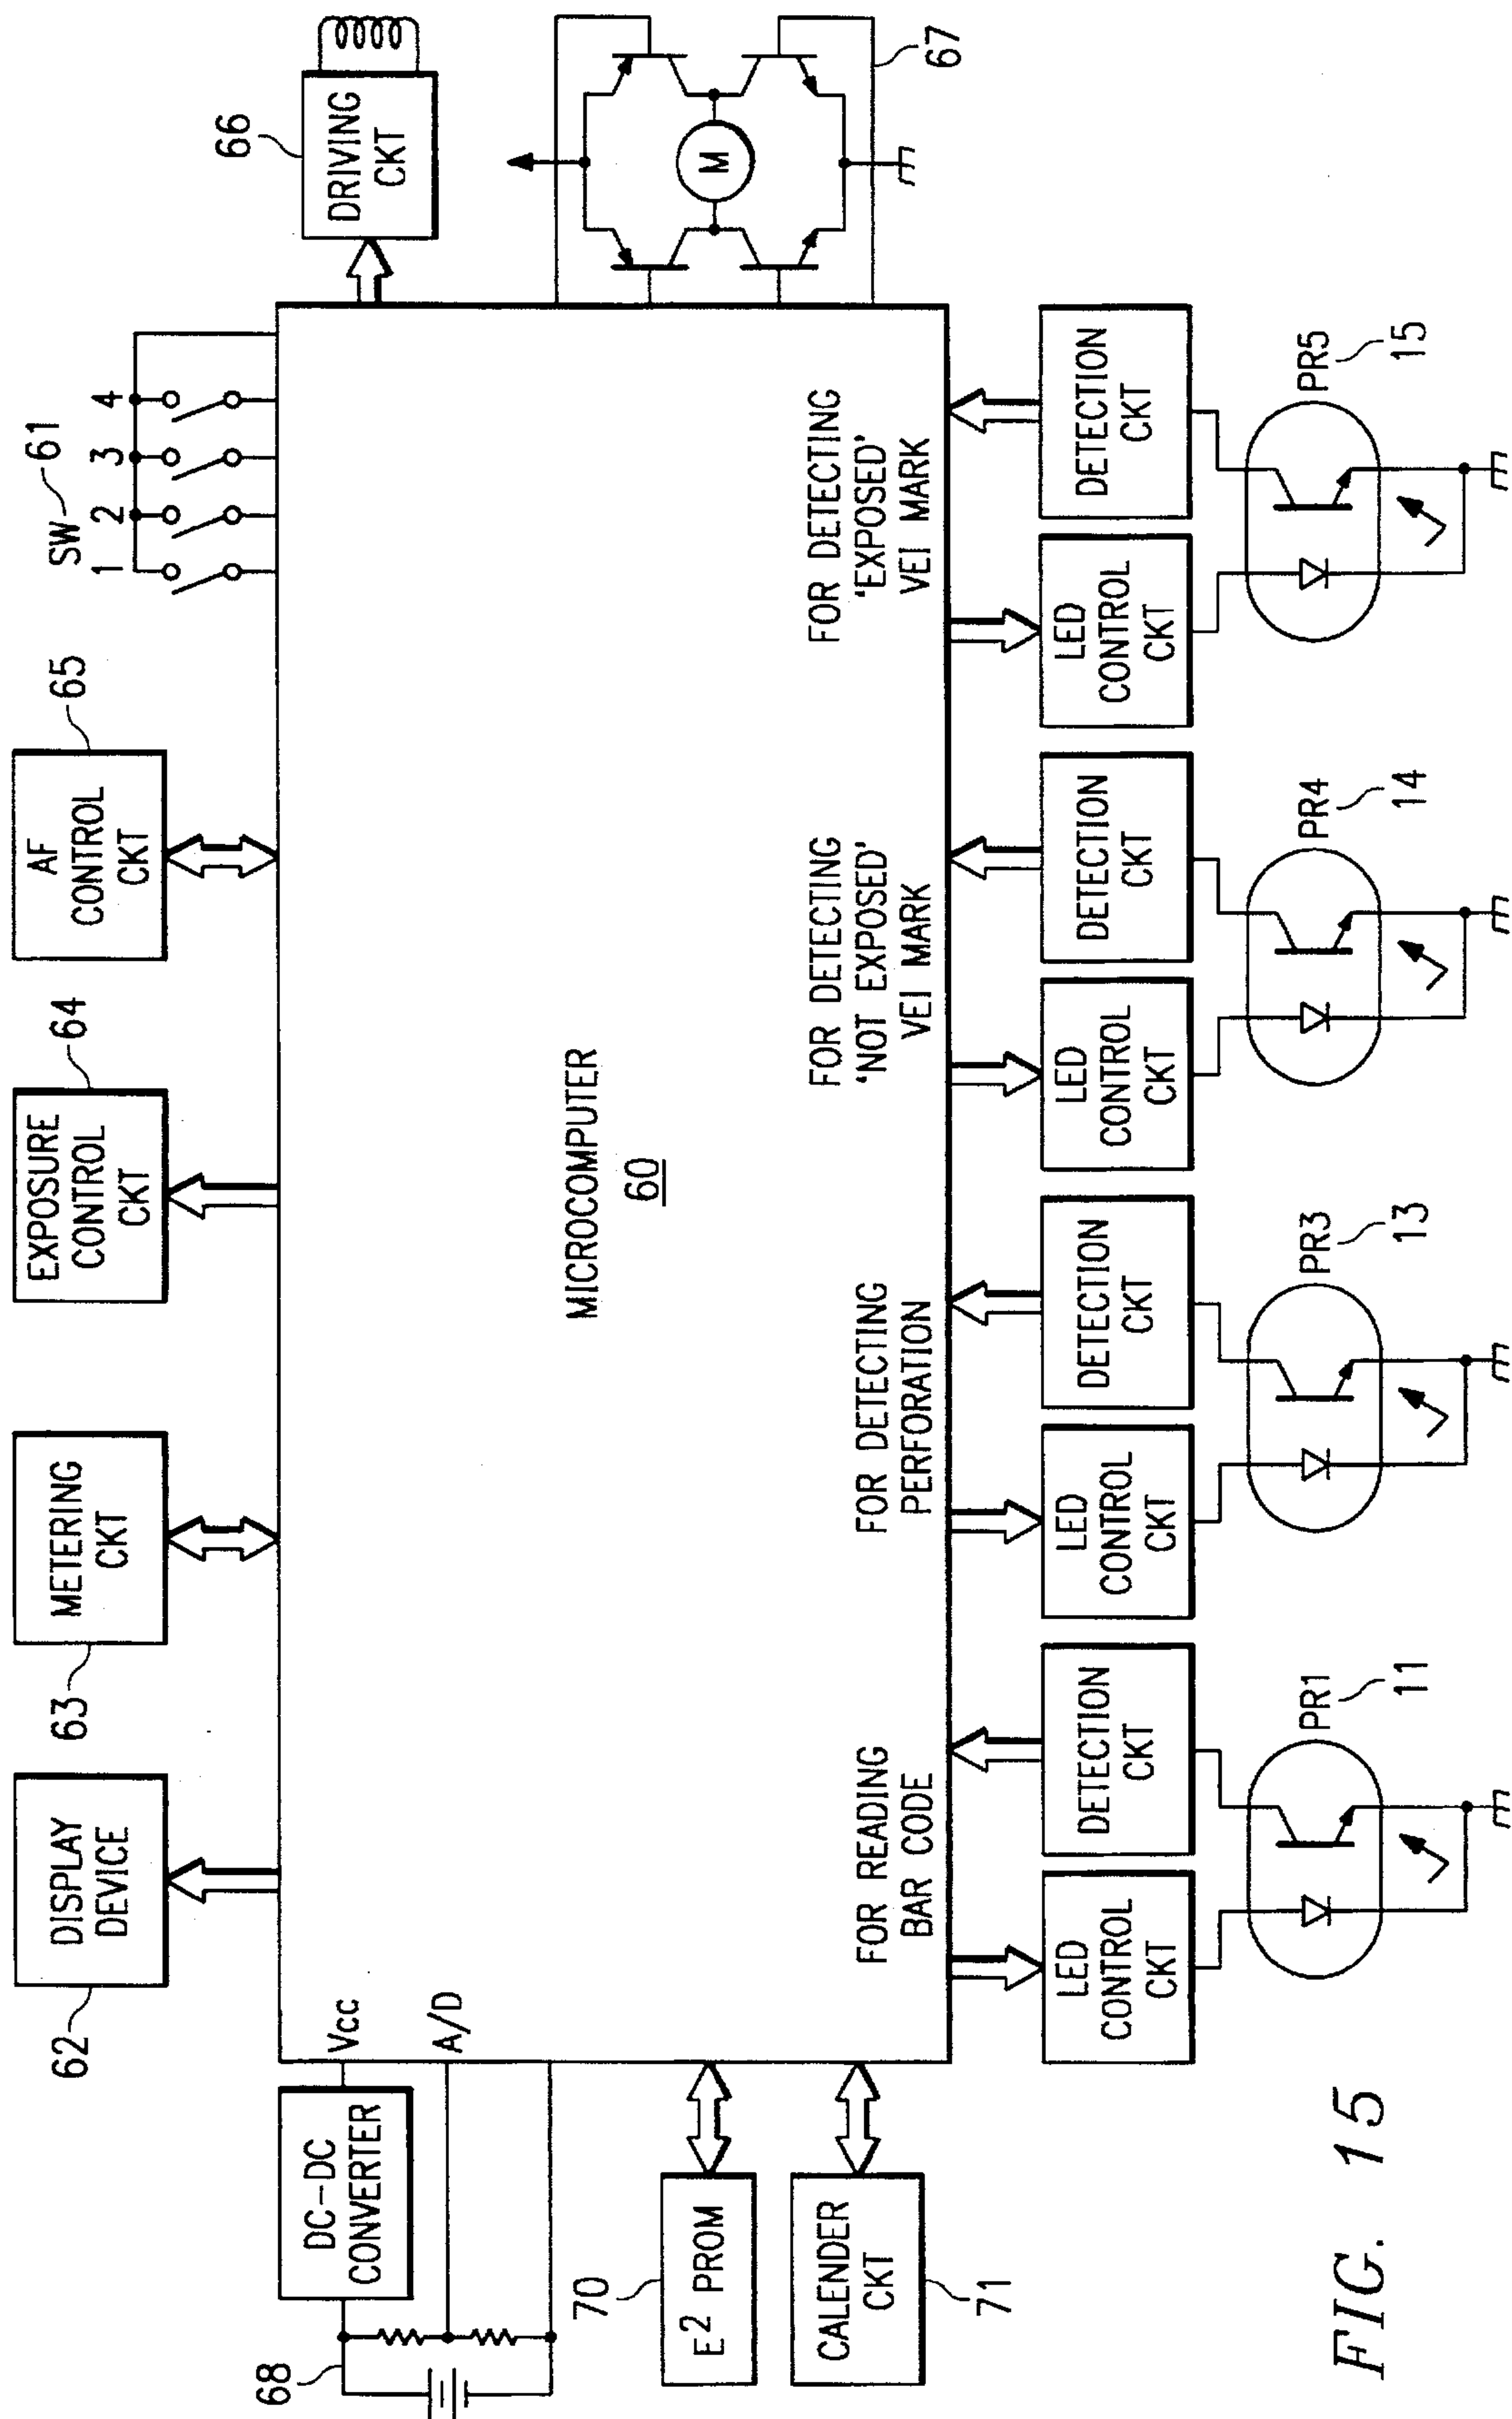 62
DISPLAY
DEVICE
63
METERING
CKT
64
EXPOSURE
CONTROL
CKT
65
AF
CONTROL
CKT
SW
61
1
2
3
4
66
DRIVING
CKT
M
67
68
DC-DC
CONVERTER
Vcc
A/D
70
E² PROM
CALENDER
CKT
71
MICROCOMPUTER
60
FOR READING
BAR CODE
FOR DETECTING
PERFORATION
FOR DETECTING
'NOT EXPOSED'
VEI MARK
FOR DETECTING
'EXPOSED'
VEI MARK
LED
CONTROL
CKT
DETECTION
CKT
LED
CONTROL
CKT
DETECTION
CKT
LED
CONTROL
CKT
DETECTION
CKT
LED
CONTROL
CKT
DETECTION
CKT
PR1
11
PR3
13
PR4
14
PR5
15
FIG. 15